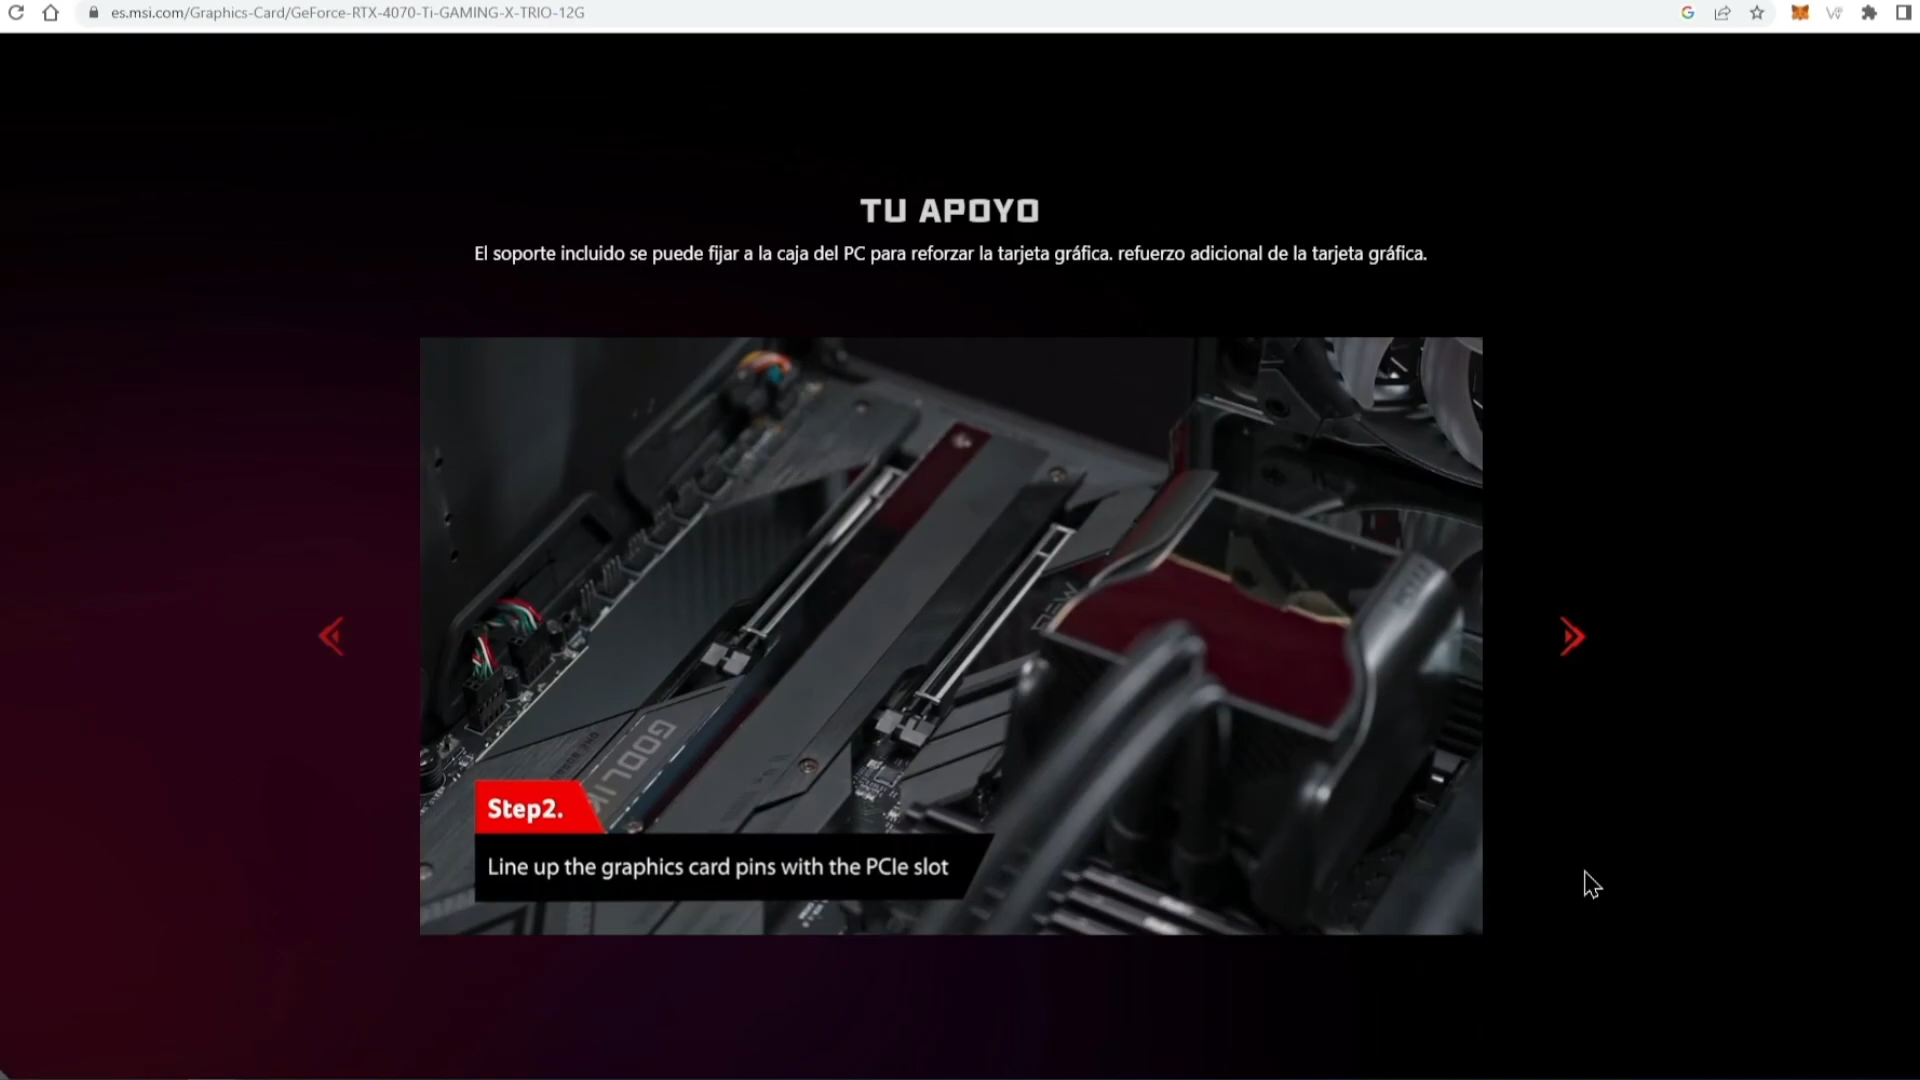 es.msi.com/Graphics-Card/GeForce-RTX-4070-Ti-GAMING-X-TRIO-12G
TU APOYO
El soporte incluido se puede fijar a la caja del PC para reforzar la tarjeta gráfica. refuerzo adicional de la tarjeta gráfica.
GODLIK
Step2.
Line up the graphics card pins with the PCIe slot